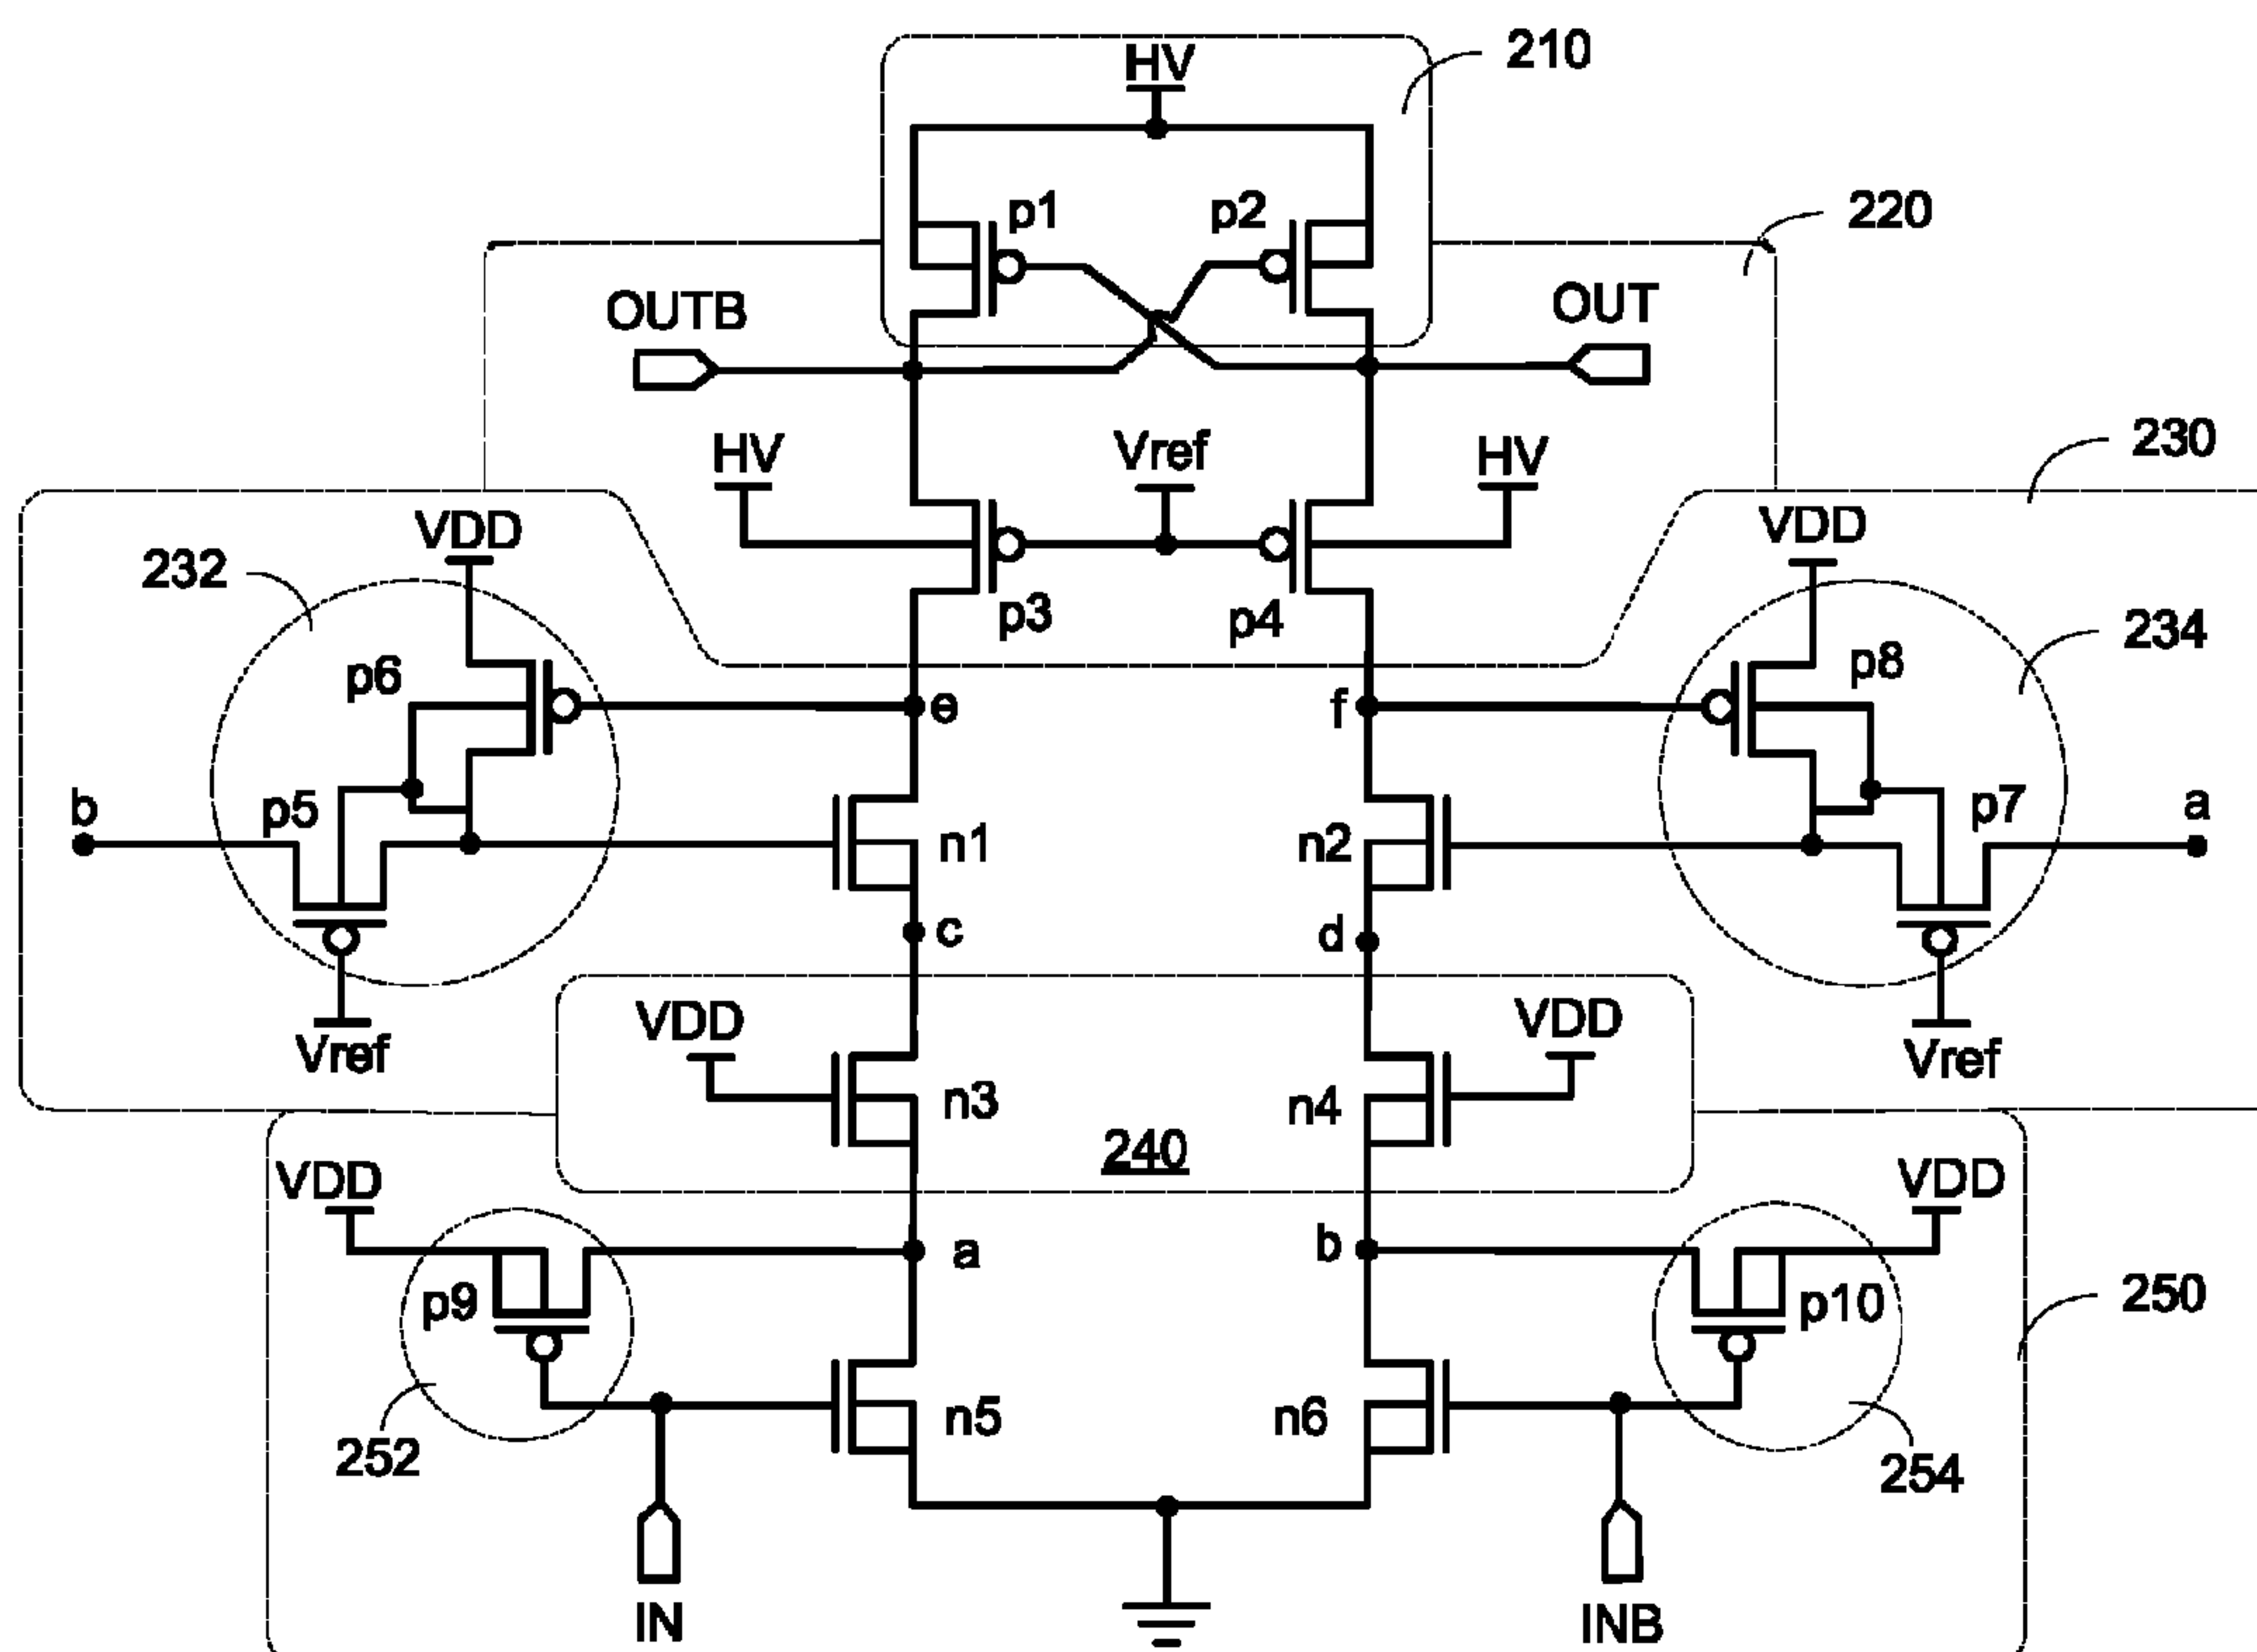 210
HV
p1
p2
220
OUTB
OUT
HV
Vref
HV
230
VDD
VDD
232
p3
p4
234
p6
p8
e
f
b
p5
n1
n2
p7
a
c
d
Vref
VDD
VDD
Vref
n3
n4
240
VDD
VDD
a
b
p9
p10
250
n5
n6
252
254
IN
INB